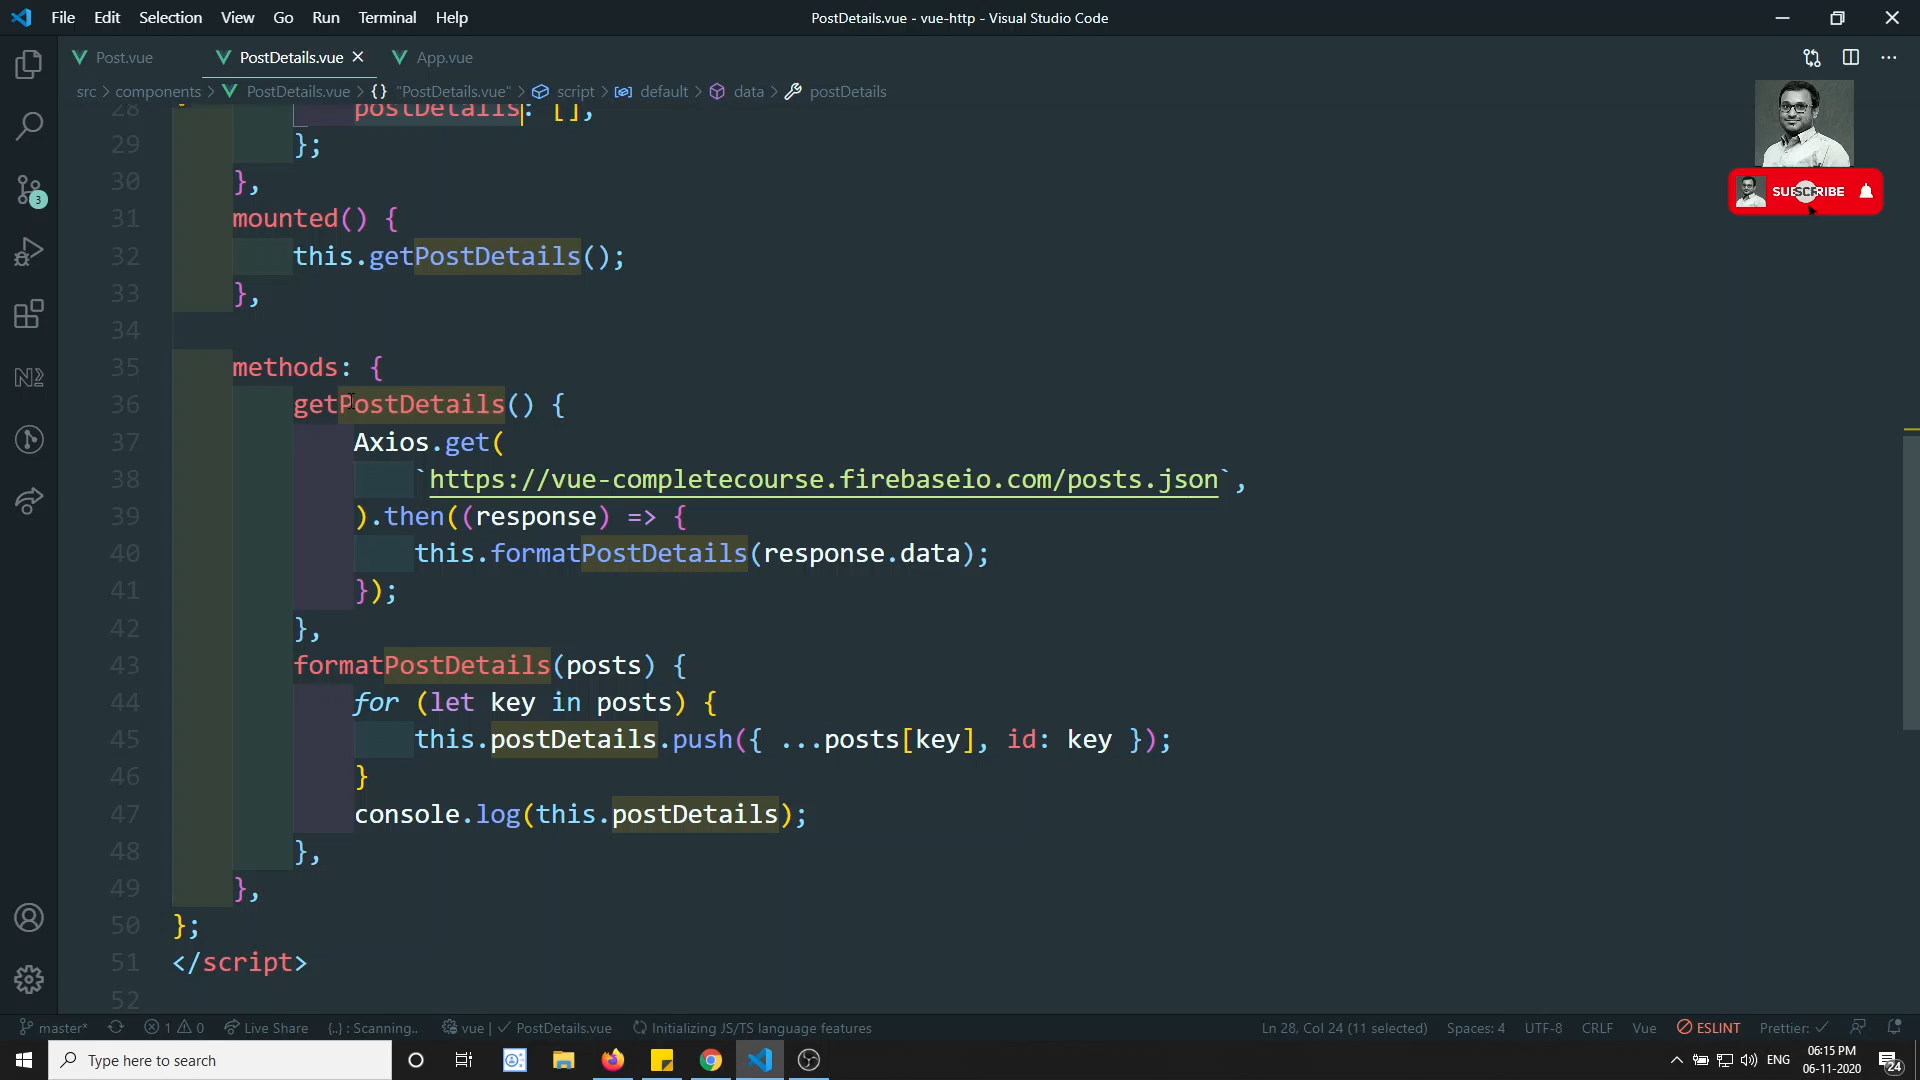 File Edit Selection View Go Run Terminal Help
PostDetails.vue - vue-http - Visual Studio Code
Post.vue
PostDetails.vue
App.vue
src > components > PostDetails.vue > {} "PostDetails.vue" > script > default > data > postDetails
28 postDetails: [],
29 };
30 },
31 mounted() {
32 this.getPostDetails();
33 },
34
35 methods: {
36 getPostDetails() {
37 Axios.get(
38 `https://vue-completecourse.firebaseio.com/posts.json`,
39 ).then((response) => {
40 this.formatPostDetails(response.data);
41 });
42 },
43 formatPostDetails(posts) {
44 for (let key in posts) {
45 this.postDetails.push({ ...posts[key], id: key });
46 }
47 console.log(this.postDetails);
48 },
49 },
50 };
51 </script>
52
SUBSCRIBE
3
master* 1 0 Live Share {..} : Scanning.. vue | PostDetails.vue Initializing JS/TS language features
Ln 28, Col 24 (11 selected) Spaces: 4 UTF-8 CRLF Vue ESLINT Prettier:
Type here to search
ENG
06:15 PM
06-11-2020
24